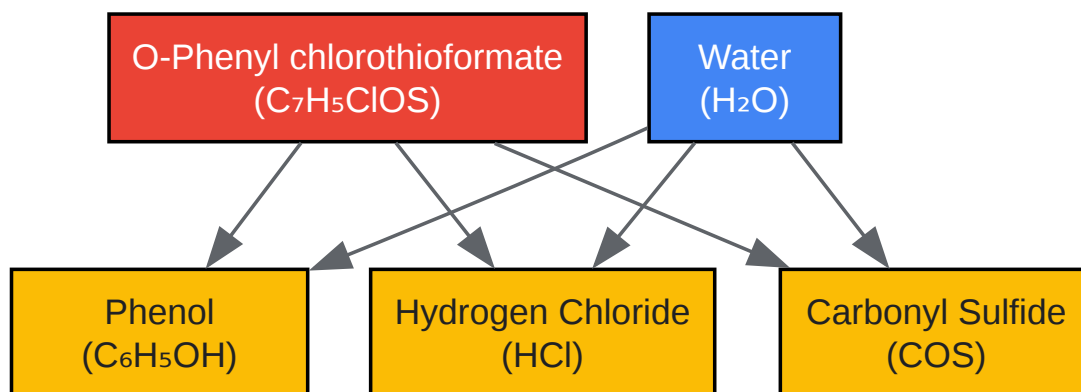 O-Phenyl chlorothioformate
(C₇H₅ClOS)
Water
(H₂O)
Phenol
(C₆H₅OH)
Hydrogen Chloride
(HCl)
Carbonyl Sulfide
(COS)